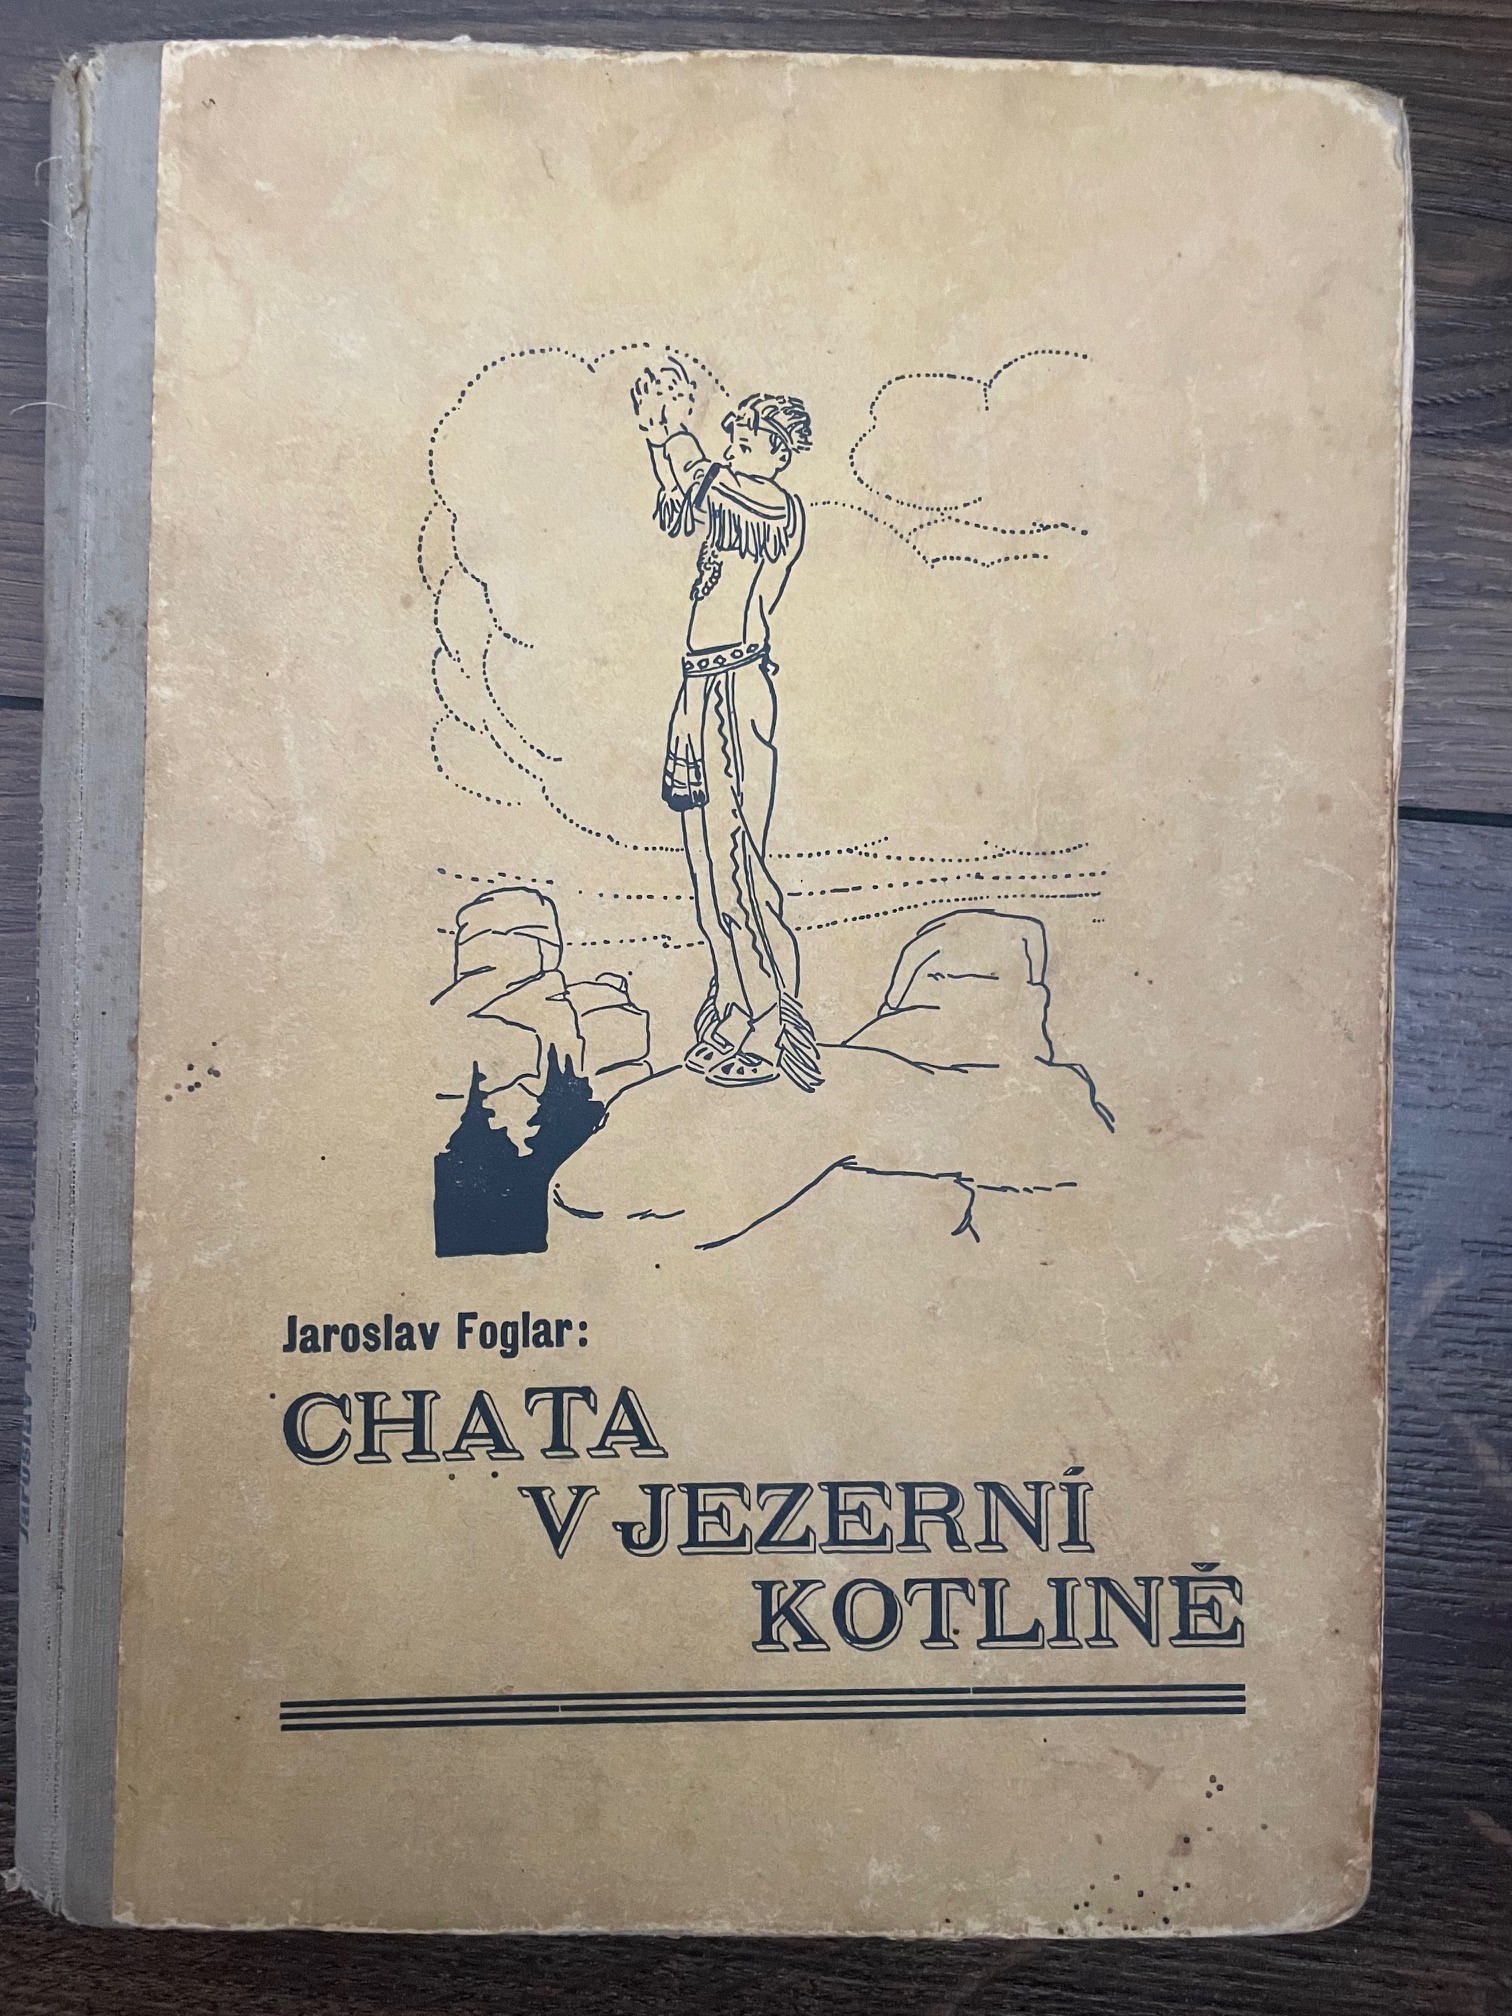 Jaroslav Foglar:
CHATA
V JEZERNÍ
KOTLINĚ